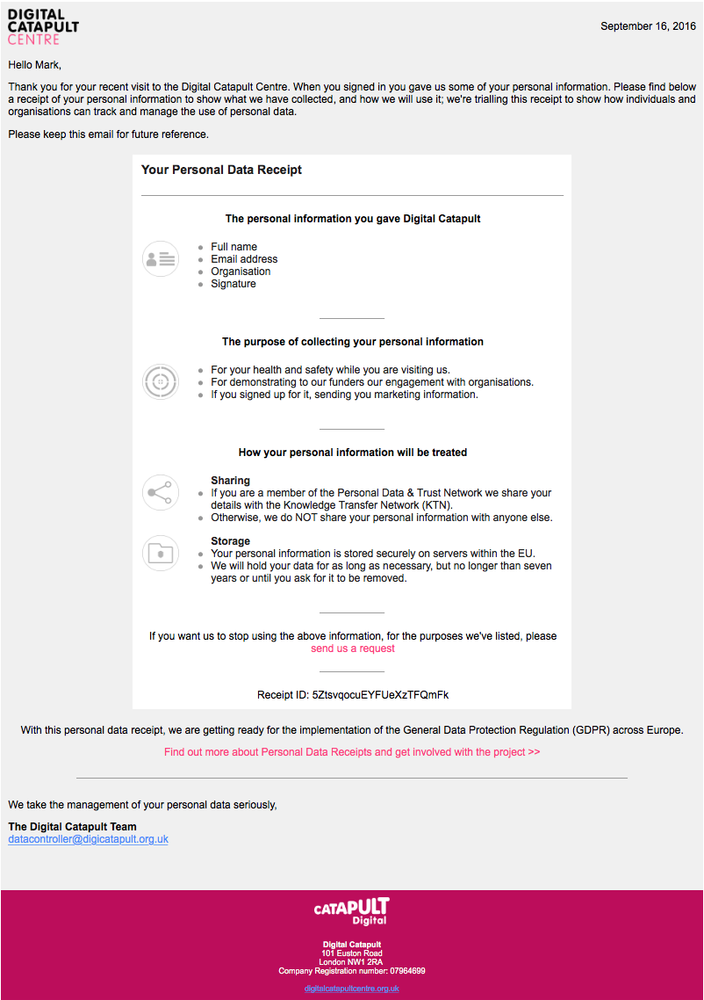 DIGITAL
CATAPULT
CENTRE
September 16, 2016
Hello Mark,
Thank you for your recent visit to the Digital Catapult Centre. When you signed in you gave us some of your personal information. Please find below
a receipt of your personal information to show what we have collected, and how we will use it; we're trialling this receipt to show how individuals and
organisations can track and manage the use of personal data.
Please keep this email for future reference.
Your Personal Data Receipt
The personal information you gave Digital Catapult
Full name
Email address
Organisation
Signature
The purpose of collecting your personal information
For your health and safety while you are visiting us.
For demonstrating to our funders our engagement with organisations.
If you signed up for it, sending you marketing information.
How your personal information will be treated
Sharing
If you are a member of the Personal Data & Trust Network we share your
details with the Knowledge Transfer Network (KTN).
Otherwise, we do NOT share your personal information with anyone else.
Storage
Your personal information is stored securely on servers within the EU.
We will hold your data for as long as necessary, but no longer than seven
years or until you ask for it to be removed.
If you want us to stop using the above information, for the purposes we've listed, please
send us a request
Receipt ID: 5ZtsvqocuEYFUeXzTFQmFk
With this personal data receipt, we are getting ready for the implementation of the General Data Protection Regulation (GDPR) across Europe.
Find out more about Personal Data Receipts and get involved with the project >>
We take the management of your personal data seriously,
The Digital Catapult Team
datacontroller@digicatapult.org.uk
CATAPULT
Digital
Digital Catapult
101 Euston Road
London NW1 2RA
Company Registration number: 07964699
digitalcatapultcentre.org.uk